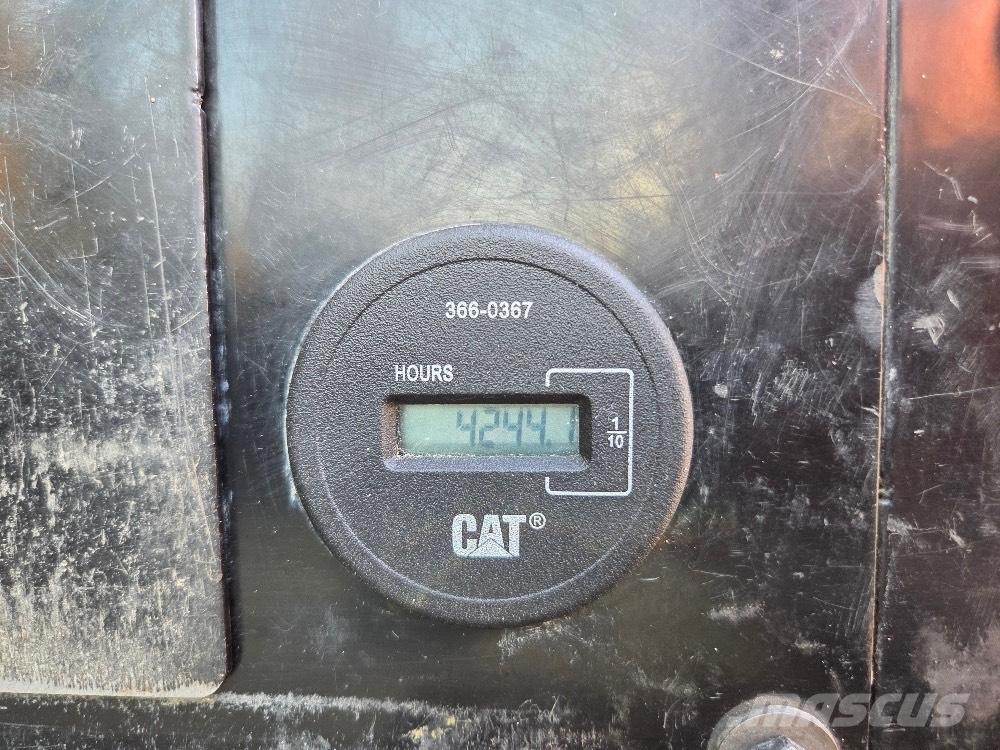 366-0367
HOURS
4244.1
1/10
CAT®
MASCUS